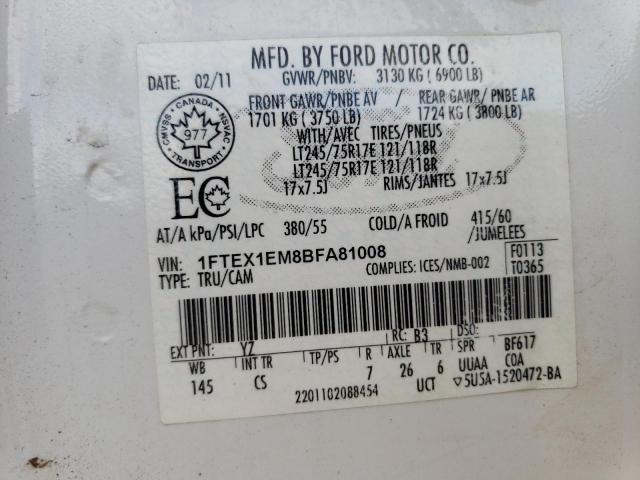 MFD. BY FORD MOTOR CO.
DATE: 02/11 GVWR/PNBV: 3130 KG ( 6900 LB)
FRONT GAWR/PNBE AV / REAR GAWR/ PNBE AR
1701 KG ( 3750 LB) 1724 KG ( 3800 LB)
WITH/AVEC TIRES/PNEUS
LT245/75R17E 121/118R
LT245/75R17E 121/118R
17x7.5J RIMS/JANTES 17x7.5J
CANADA
CMVSS NSVAC
977
TRANSPORT
EC
AT/A kPa/PSI/LPC 380/55 COLD/A FROID 415/60
/JUMELEES
VIN: 1FTEX1EM8BFA81008 F0113
TYPE: TRU/CAM COMPLIES: ICES/NMB-002 T0365
EXT PNT: YZ RC: B3 DSO:
WB INT TR TP/PS R AXLE TR SPR BF617
145 CS 7 26 6 UUAA COA
2201102088454 UCT 5U5A-1520472-BA